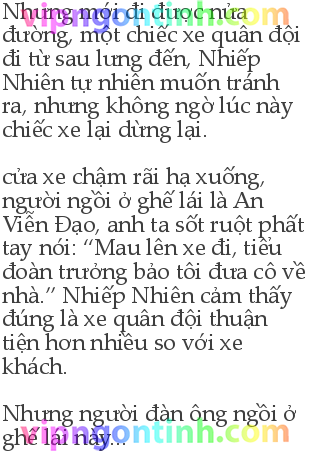 Nhưng mới đi được nửa
vipngontinh.com
đường, một chiếc xe quân đội
đi từ sau lưng đến, Nhiếp
Nhiên tự nhiên muốn tránh
ra, nhưng không ngờ lúc này
chiếc xe lại dừng lại.
cửa xe chậm rãi hạ xuống,
người ngồi ở ghế lái là An
Viễn Đạo, anh ta sốt ruột phất
tay nói: “Mau lên xe đi, tiểu
đoàn trưởng bảo tôi đưa cô về
nhà.” Nhiếp Nhiên cảm thấy
đúng là xe quân đội thuận
tiện hơn nhiều so với xe
khách.
Nhưng người đàn ông ngồi ở
vipngontinh.com
ghế lái này...